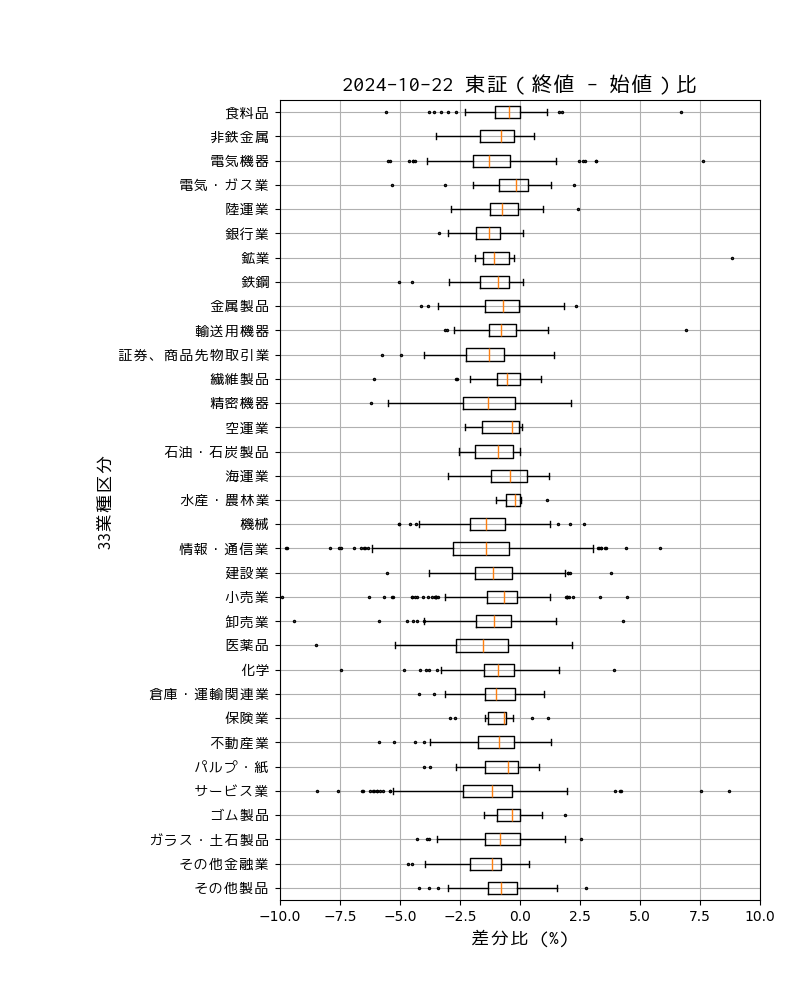 2024-10-22 東証 ( 終値 - 始値 ) 比
食料品
非鉄金属
電気機器
電気・ガス業
陸運業
銀行業
鉱業
鉄鋼
金属製品
輸送用機器
証券、商品先物取引業
繊維製品
精密機器
空運業
石油・石炭製品
海運業
水産・農林業
機械
情報・通信業
建設業
小売業
卸売業
医薬品
化学
倉庫・運輸関連業
保険業
不動産業
パルプ・紙
サービス業
ゴム製品
ガラス・土石製品
その他金融業
その他製品
33業種区分
−10.0 −7.5 −5.0 −2.5 0.0 2.5 5.0 7.5 10.0
差分比 (%)